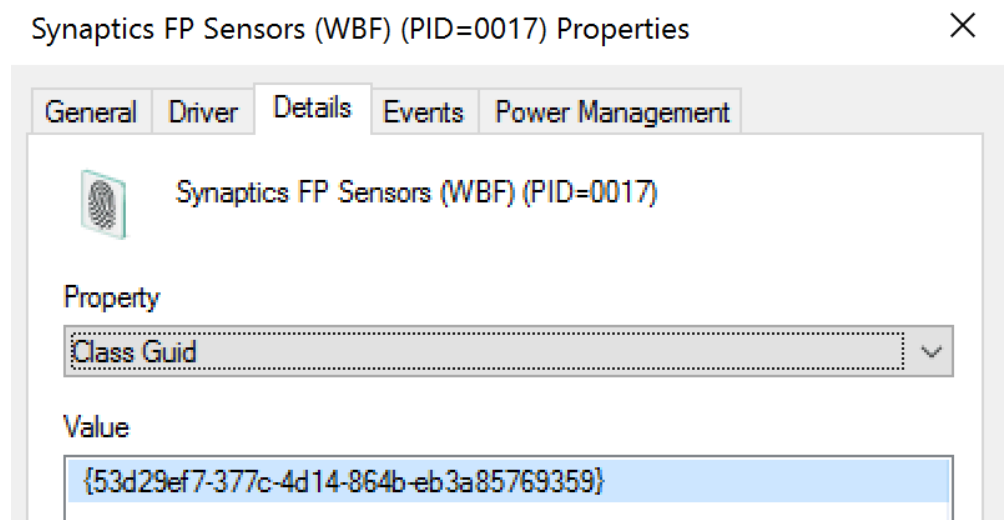 Synaptics FP Sensors (WBF) (PID=0017) Properties
General Driver Details Events Power Management
Synaptics FP Sensors (WBF) (PID=0017)
Property
Class Guid
Value
{53d29ef7-377c-4d14-864b-eb3a85769359}